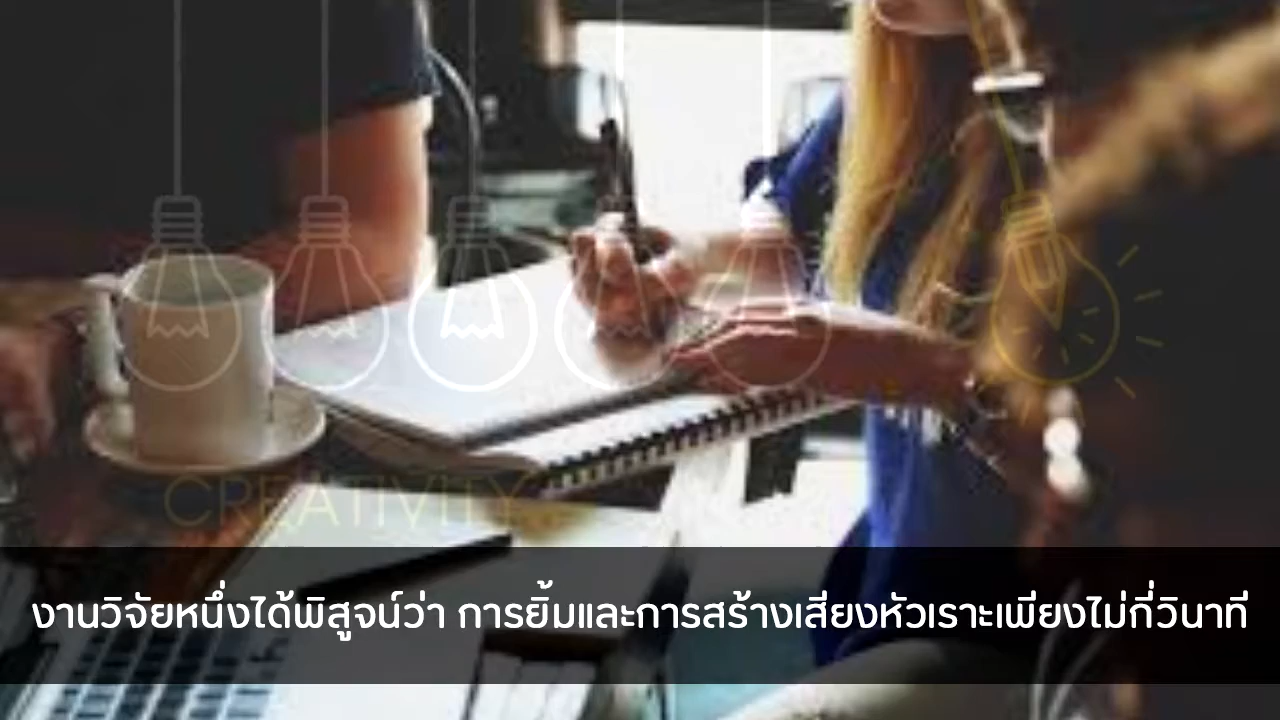 CREATIVITY
งานวิจัยหนึ่งได้พิสูจน์ว่า การยิ้มและการสร้างเสียงหัวเราะเพียงไม่กี่วินาที